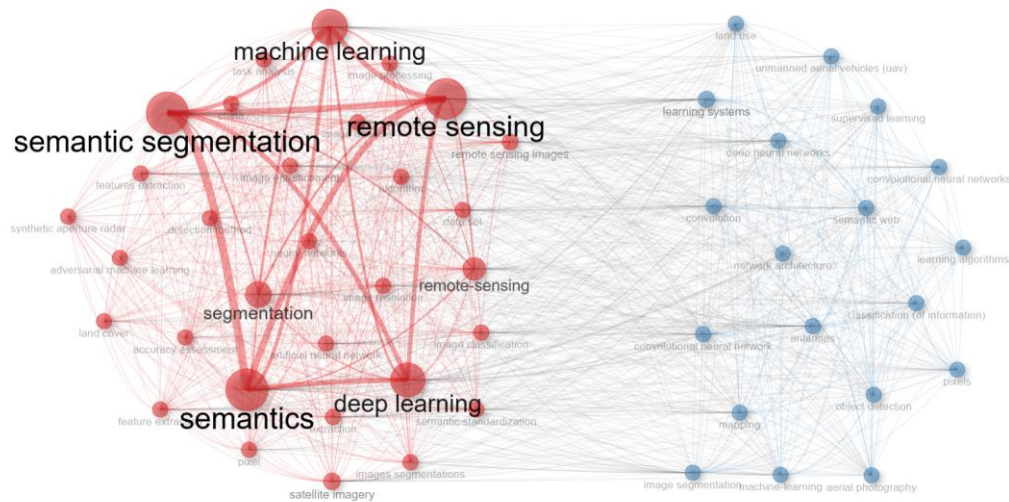 land use
machine learning
task analysis
image processing
unmanned aerial vehicles (uav)
china
learning systems
supervised learning
semantic segmentation
remote sensing
remote sensing images
deep neural networks
features extraction
image enhancement
algorithm
convolutional neural networks
synthetic aperture radar
detection method
data set
convolution
semantic web
adversarial machine learning
neural networks
network architecture
learning algorithms
segmentation
image resolution
remote-sensing
classification (of information)
land cover
accuracy assessment
artificial neural network
image classification
convolutional neural network
antennas
pixels
semantics
deep learning
object detection
feature extra
extraction
semantic standardization
mapping
pixel
images segmentations
satellite imagery
image segmentation
machine-learning
aerial photography